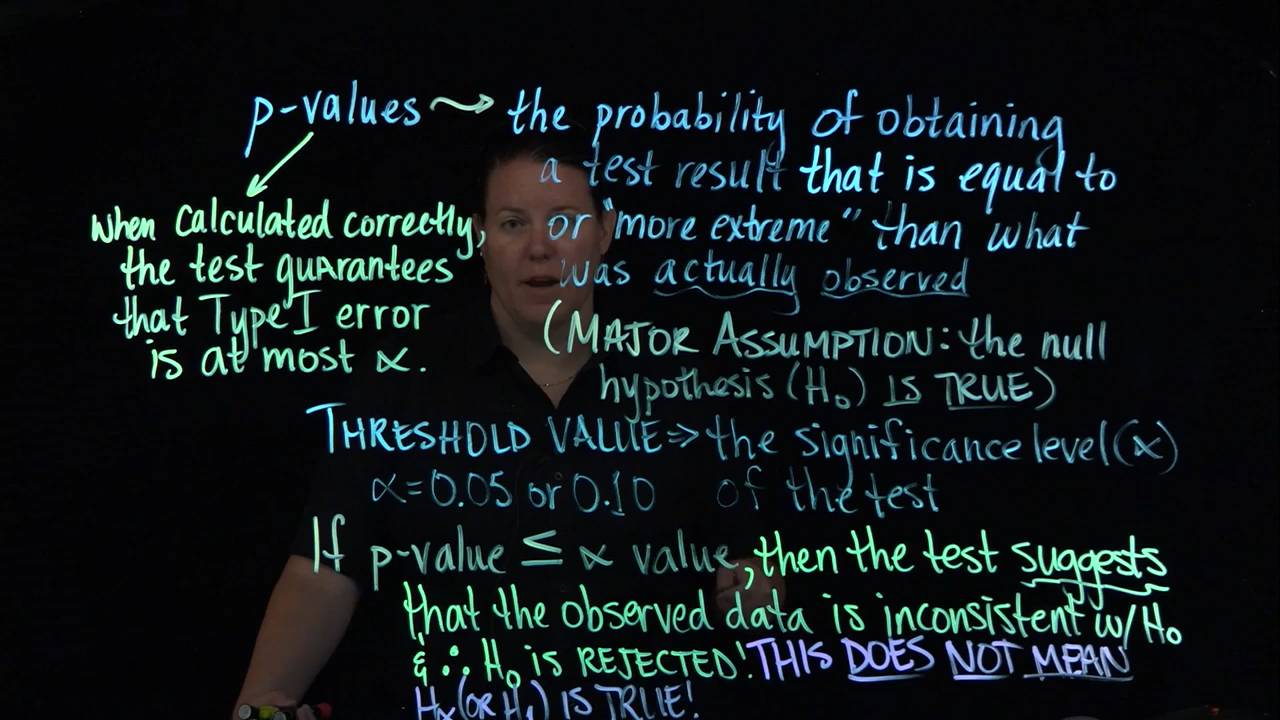 p-values → the probability of obtaining
a test result that is equal to
or "more extreme" than what
was actually observed
(MAJOR ASSUMPTION: the null
hypothesis (H₀) IS TRUE)
when calculated correctly,
the test guarantees
that Type I error
is at most α.
THRESHOLD VALUE ⇒ the significance level (α)
α=0.05 or 0.10 of the test
If p-value ≤ α value, then the test suggests
that the observed data is inconsistent w/ H₀
& ∴ H₀ is REJECTED! THIS DOES NOT MEAN
Hα (OR H₁) IS TRUE!